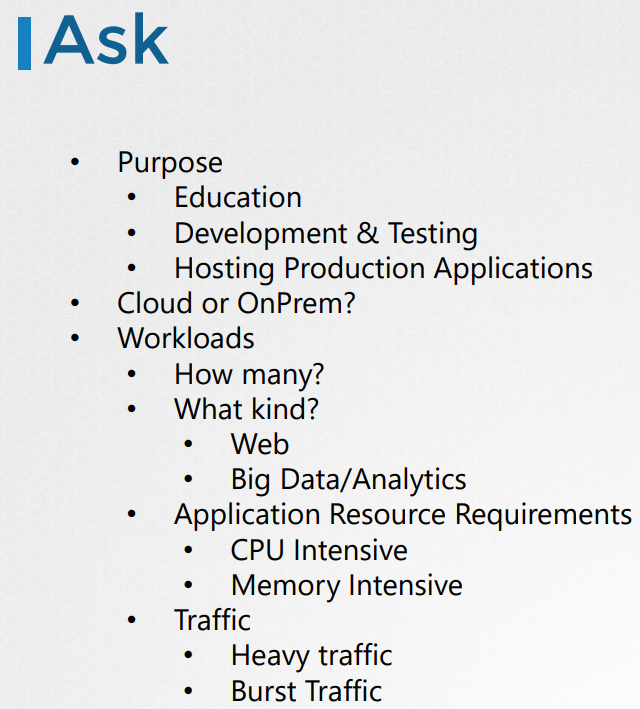 Ask
• Purpose
• Education
• Development & Testing
• Hosting Production Applications
• Cloud or OnPrem?
• Workloads
• How many?
• What kind?
• Web
• Big Data/Analytics
• Application Resource Requirements
• CPU Intensive
• Memory Intensive
• Traffic
• Heavy traffic
• Burst Traffic